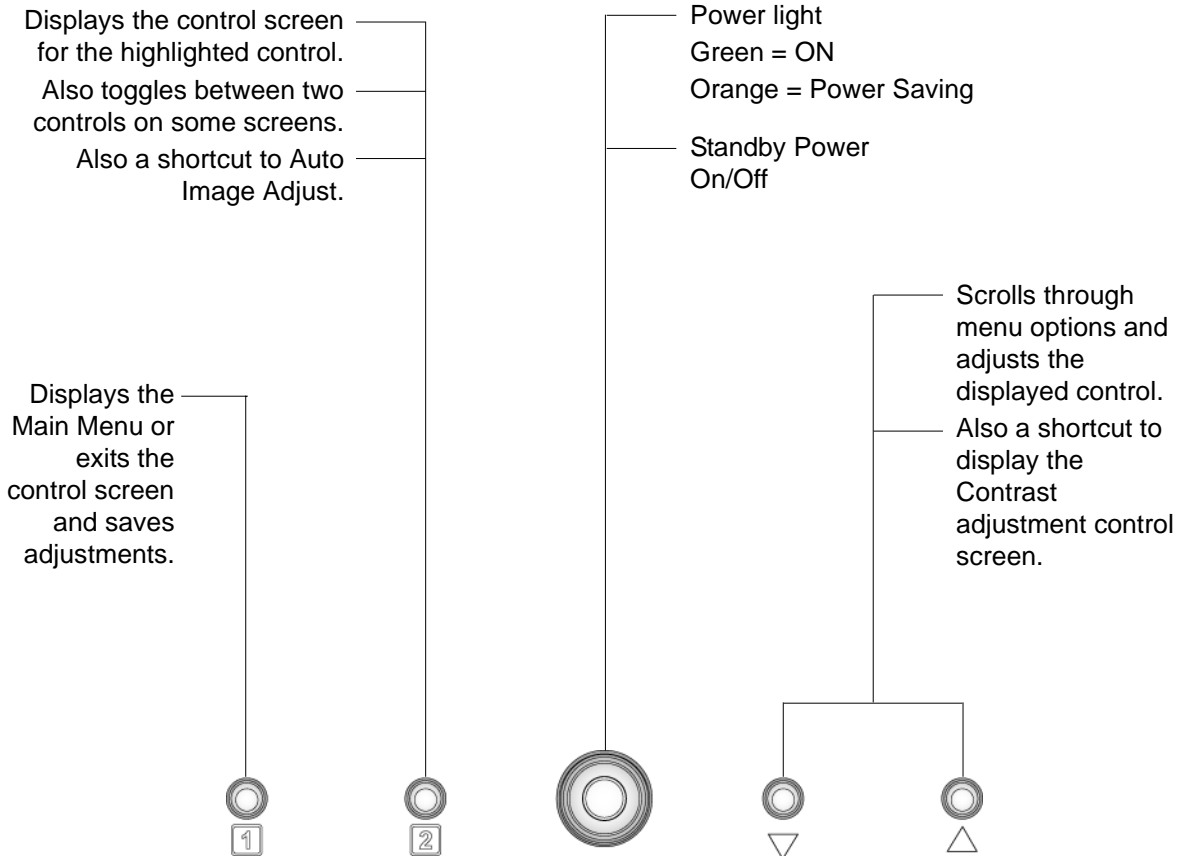 Displays the control screen
for the highlighted control.
Also toggles between two
controls on some screens.
Also a shortcut to Auto
Image Adjust.
Power light
Green = ON
Orange = Power Saving
Standby Power
On/Off
Displays the
Main Menu or
exits the
control screen
and saves
adjustments.
Scrolls through
menu options and
adjusts the
displayed control.
Also a shortcut to
display the
Contrast
adjustment control
screen.
1
2